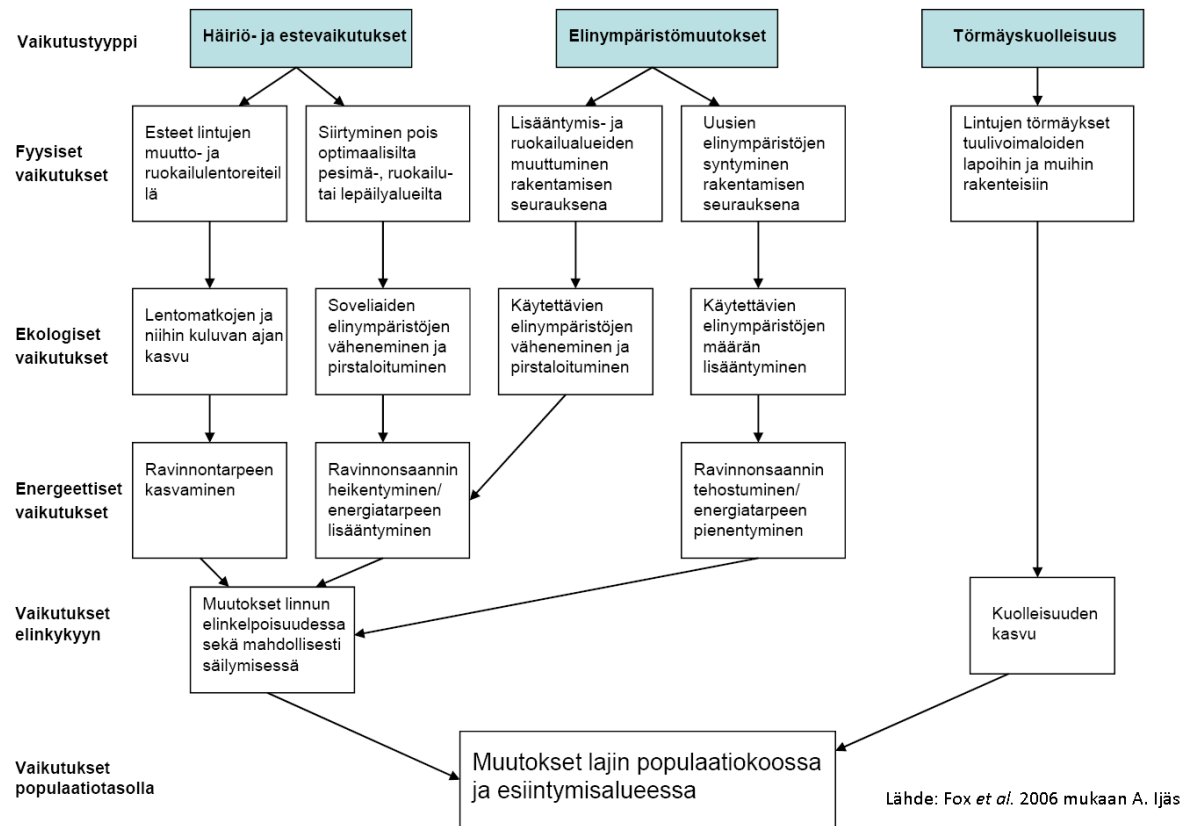 Vaikutustyyppi
Häiriö- ja estevaikutukset
Elinympäristömuutokset
Törmäyskuolleisuus
Fyysiset
vaikutukset
Esteet lintujen
muutto- ja
ruokailulentoreiteil
lä
Siirtyminen pois
optimaalisilta
pesimä-, ruokailu-
tai lepäilyalueilta
Lisääntymis- ja
ruokailualueiden
muuttuminen
rakentamisen
seurauksena
Uusien
elinympäristöjen
syntyminen
rakentamisen
seurauksena
Lintujen törmäykset
tuulivoimaloiden
lapoihin ja muihin
rakenteisiin
Ekologiset
vaikutukset
Lentomatkojen ja
niihin kuluvan ajan
kasvu
Soveliaiden
elinympäristöjen
väheneminen ja
pirstaloituminen
Käytettävien
elinympäristöjen
väheneminen ja
pirstaloituminen
Käytettävien
elinympäristöjen
määrän
lisääntyminen
Energeettiset
vaikutukset
Ravinnontarpeen
kasvaminen
Ravinnonsaannin
heikentyminen/
energiatarpeen
lisääntyminen
Ravinnonsaannin
tehostuminen/
energiatarpeen
pienentyminen
Vaikutukset
elinkykyyn
Muutokset linnun
elinkelpoisuudessa
sekä mahdollisesti
säilymisessä
Kuolleisuuden
kasvu
Vaikutukset
populaatiotasolla
Muutokset lajin populaatiokoossa
ja esiintymisalueessa
Lähde: Fox et al. 2006 mukaan A. Ijäs